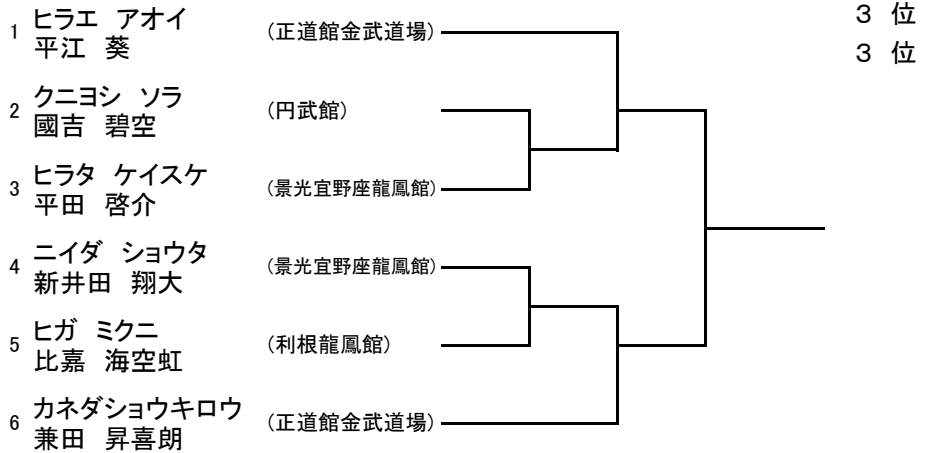 3 位
3 位
1 ヒラエ アオイ
平江 葵 (正道館金武道場)
2 クニヨシ ソラ
國吉 碧空 (円武館)
3 ヒラタ ケイスケ
平田 啓介 (景光宜野座龍鳳館)
4 ニイダ ショウタ
新井田 翔大 (景光宜野座龍鳳館)
5 ヒガ ミクニ
比嘉 海空虹 (利根龍鳳館)
6 カネダショウキロウ
兼田 昇喜朗 (正道館金武道場)